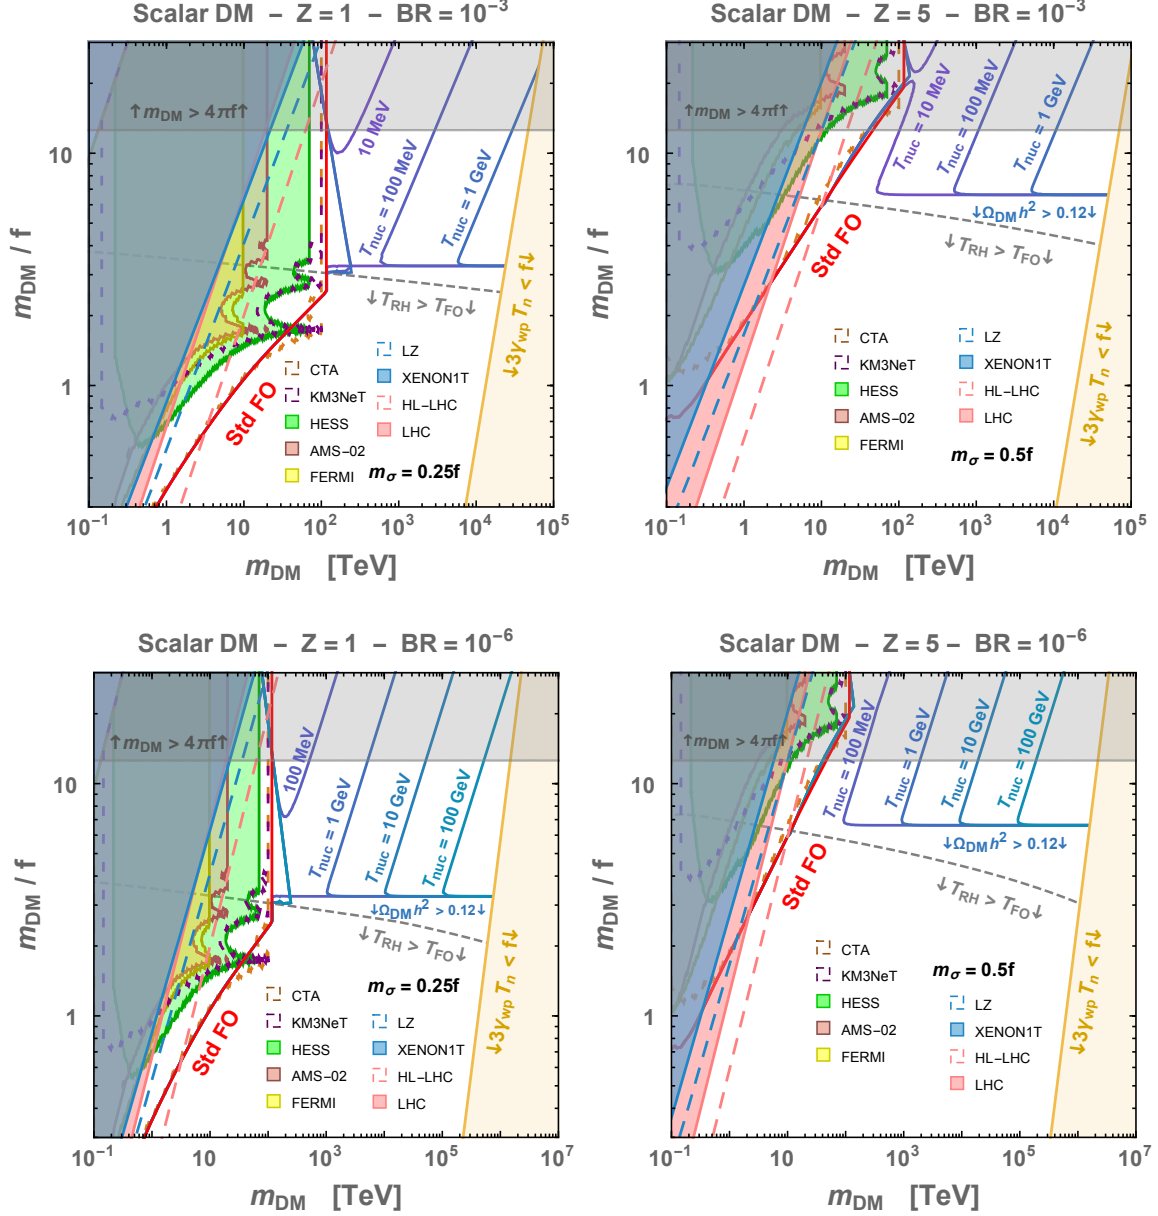 Scalar DM – Z = 1 – BR = 10⁻³
↑m_DM > 4πf↑
10 MeV
T_nuc = 100 MeV
T_nuc = 1 GeV
↓T_RH > T_FO↓
↓3γ_wp T_n < f↓
Std FO
CTA
KM3NeT
HESS
AMS-02
FERMI
LZ
XENON1T
HL-LHC
LHC
m_σ = 0.25f
10
1
10⁻¹ 1 10 10² 10³ 10⁴ 10⁵
m_DM / f
m_DM [TeV]
Scalar DM – Z = 5 – BR = 10⁻³
↑m_DM > 4πf↑
T_nuc = 10 MeV
T_nuc = 100 MeV
T_nuc = 1 GeV
↓Ω_DM h² > 0.12↓
↓T_RH > T_FO↓
↓3γ_wp T_n < f↓
Std FO
CTA
KM3NeT
HESS
AMS-02
FERMI
LZ
XENON1T
HL-LHC
LHC
m_σ = 0.5f
10
1
10⁻¹ 1 10 10² 10³ 10⁴ 10⁵
m_DM / f
m_DM [TeV]
Scalar DM – Z = 1 – BR = 10⁻⁶
↑m_DM > 4πf↑
100 MeV
T_nuc = 1 GeV
T_nuc = 10 GeV
T_nuc = 100 GeV
↓Ω_DM h² > 0.12↓
↓T_RH > T_FO↓
↓3γ_wp T_n < f↓
Std FO
m_σ = 0.25f
CTA
KM3NeT
HESS
AMS-02
FERMI
LZ
XENON1T
HL-LHC
LHC
10
1
10⁻¹ 10 10³ 10⁵ 10⁷
m_DM / f
m_DM [TeV]
Scalar DM – Z = 5 – BR = 10⁻⁶
↑m_DM > 4πf↑
T_nuc = 100 MeV
T_nuc = 1 GeV
T_nuc = 10 GeV
T_nuc = 100 GeV
↓Ω_DM h² > 0.12↓
↓T_RH > T_FO↓
↓3γ_wp T_n < f↓
Std FO
CTA
KM3NeT
HESS
AMS-02
FERMI
m_σ = 0.5f
LZ
XENON1T
HL-LHC
LHC
10
1
10⁻¹ 10 10³ 10⁵ 10⁷
m_DM / f
m_DM [TeV]